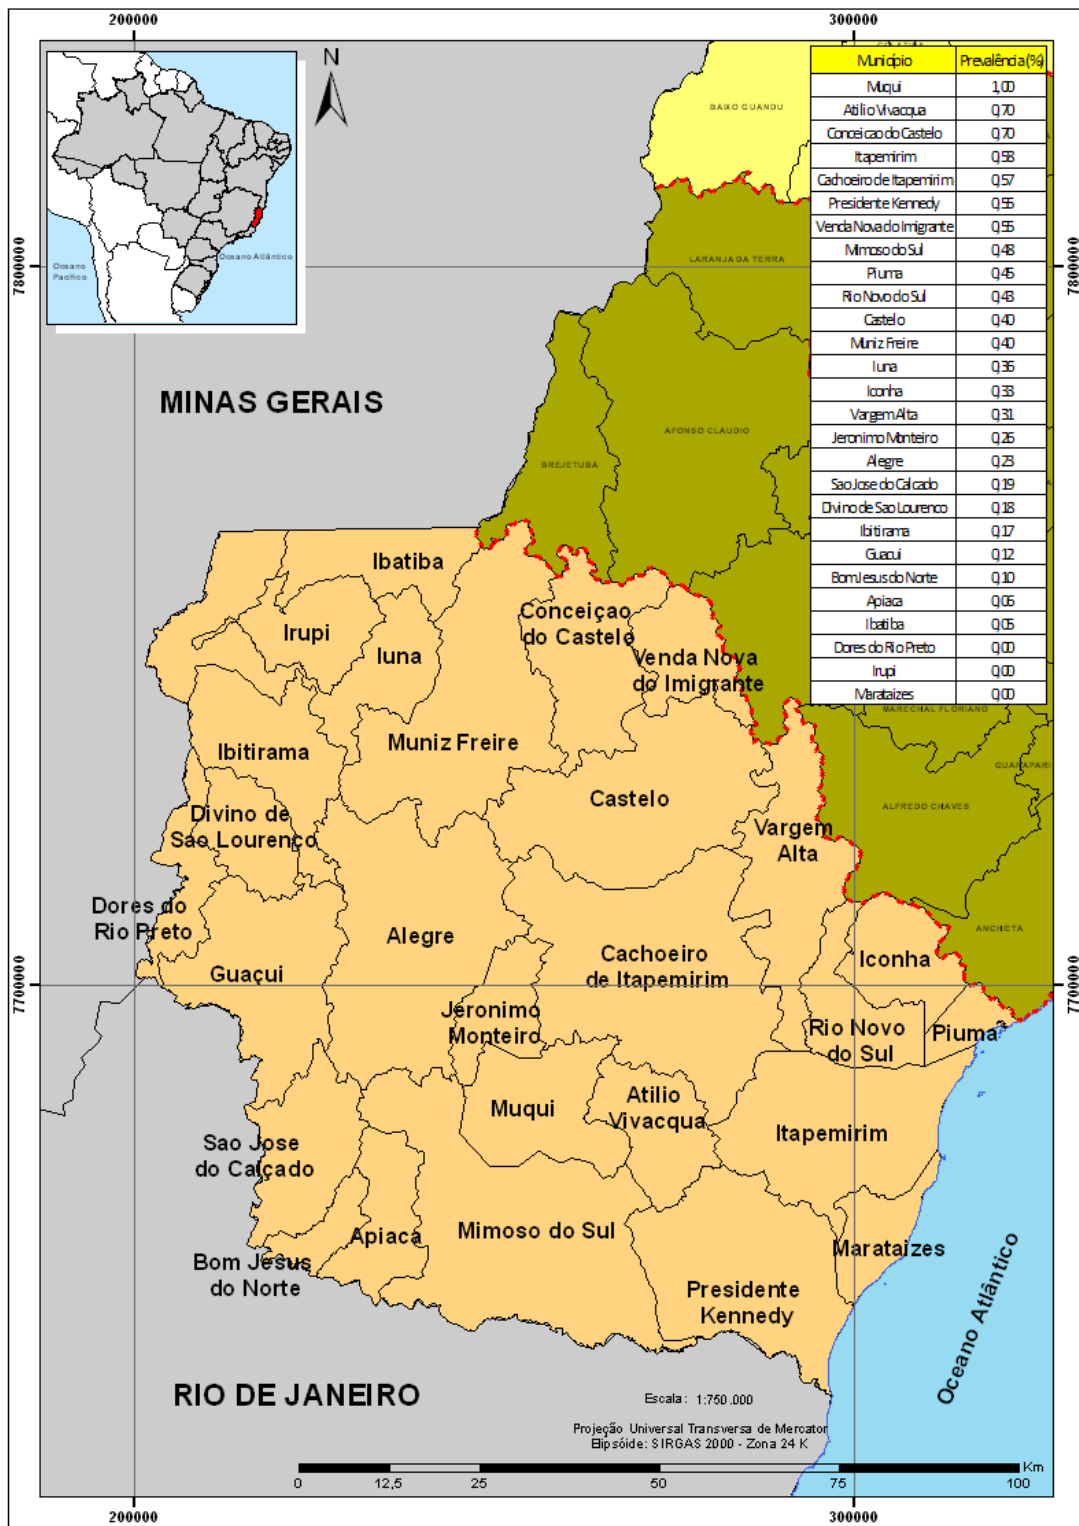 200000
300000
N
Oceano
Pacífico
Oceano Atlântico
7800000
7800000
BAIXO GUANDU
LARANJA DA TERRA
AFONSO CLAUDIO
BREJETUBA
MARECHAL FLORIANO
GUARAPARI
ALFREDO CHAVES
ANCHIETA
Município Prevalência (%)
Muqui 1,00
Atilio Vivacqua 0,70
Conceicao do Castelo 0,70
Itapemirim 0,58
Cachoeiro de Itapemirim 0,57
Presidente Kennedy 0,55
Venda Nova do Imigrante 0,55
Mimoso do Sul 0,48
Piuma 0,45
Rio Novo do Sul 0,43
Castelo 0,40
Muniz Freire 0,40
Iuna 0,36
Iconha 0,33
Vargem Alta 0,31
Jeronimo Monteiro 0,26
Alegre 0,23
Sao Jose do Calcado 0,19
Divino de Sao Lourenco 0,18
Ibitirama 0,17
Guacui 0,12
Bom Jesus do Norte 0,10
Apiaca 0,05
Ibatiba 0,05
Dores do Rio Preto 0,00
Irupi 0,00
Marataizes 0,00
MINAS GERAIS
Ibatiba
Irupi
Iuna
Conceiçao
do Castelo
Venda Nova
do Imigrante
Ibitirama
Muniz Freire
Castelo
Divino de
Sao Lourenço
Vargem
Alta
Dores do
Rio Preto
Alegre
Guaçui
Cachoeiro
de Itapemirim
Iconha
7700000
7700000
Jeronimo
Monteiro
Rio Novo
do Sul
Piuma
Muqui
Atilio
Vivacqua
Itapemirim
Sao Jose
do Calçado
Apiaca
Mimoso do Sul
Marataizes
Bom Jesus
do Norte
Presidente
Kennedy
Oceano Atlântico
RIO DE JANEIRO
Escala: 1:750.000
Projeção Universal Transversa de Mercator
Elipsóide: SIRGAS 2000 - Zona 24 K
Km
0 12,5 25 50 75 100
200000
300000